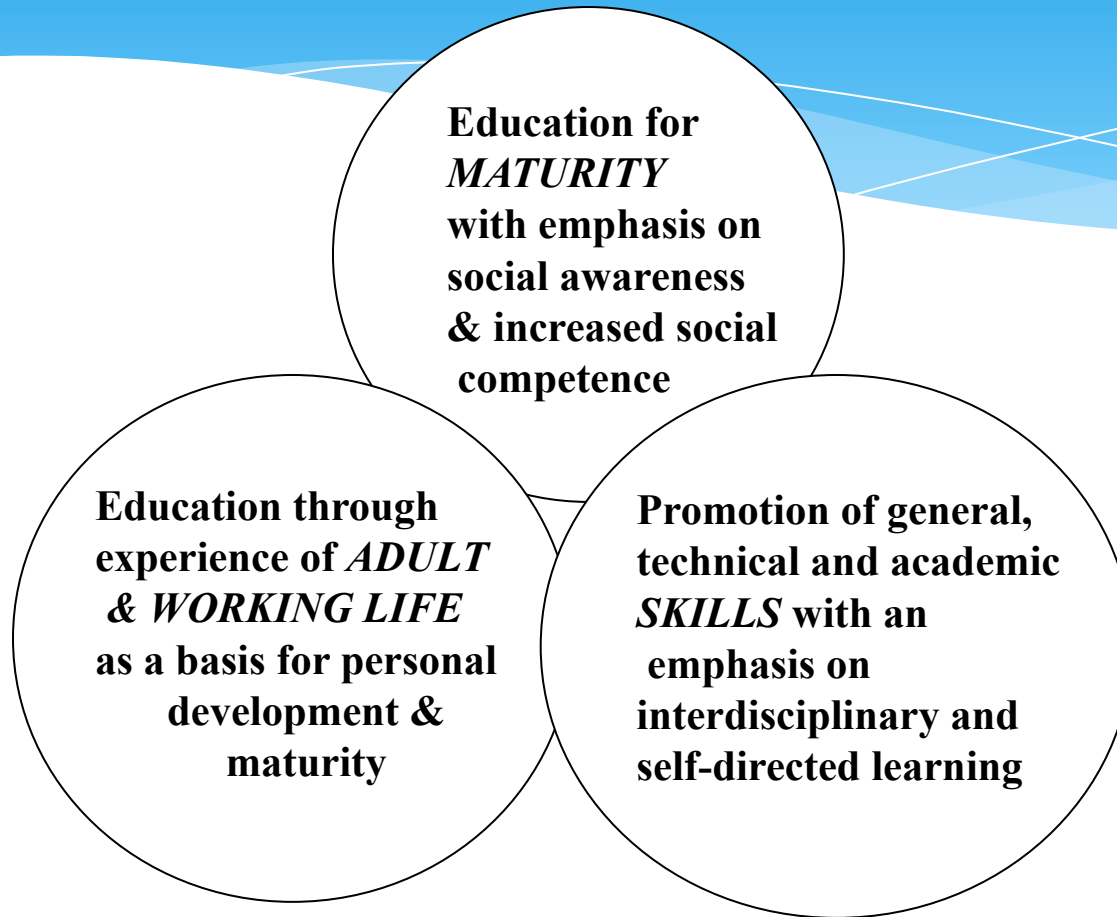 Education for
MATURITY
with emphasis on
social awareness
& increased social
competence
Education through
experience of ADULT
& WORKING LIFE
as a basis for personal
development &
maturity
Promotion of general,
technical and academic
SKILLS with an
emphasis on
interdisciplinary and
self-directed learning